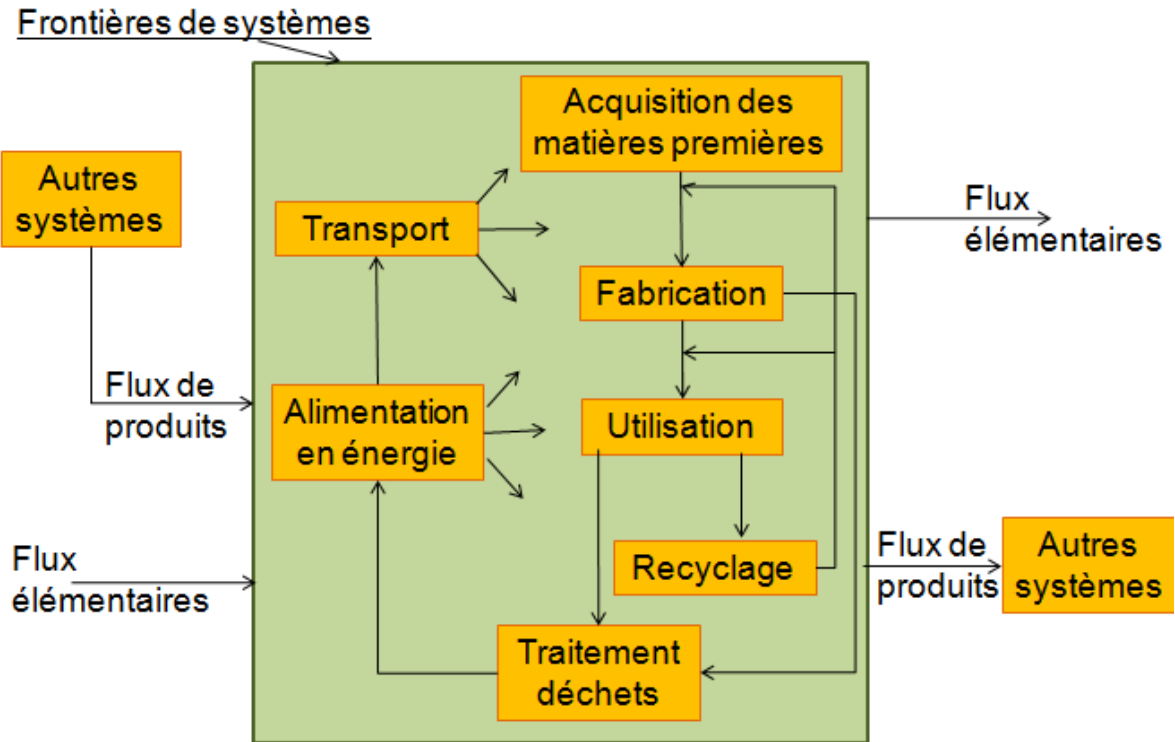 Frontières de systèmes
Acquisition des
matières premières
Autres
systèmes
Transport
Flux
élémentaires
Fabrication
Flux de
produits
Alimentation
en énergie
Utilisation
Flux
élémentaires
Recyclage
Flux de
produits
Autres
systèmes
Traitement
déchets